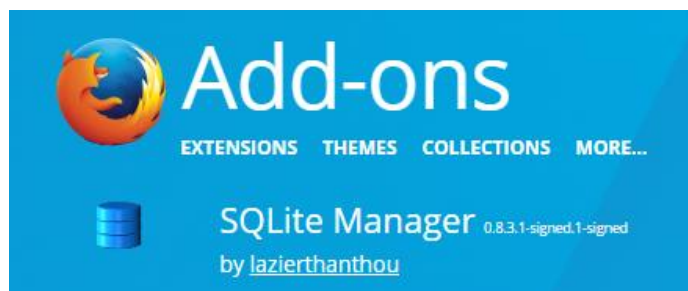 Add-ons
EXTENSIONS THEMES COLLECTIONS MORE...
SQLite Manager 0.8.3.1-signed.1-signed
by lazierthanthou